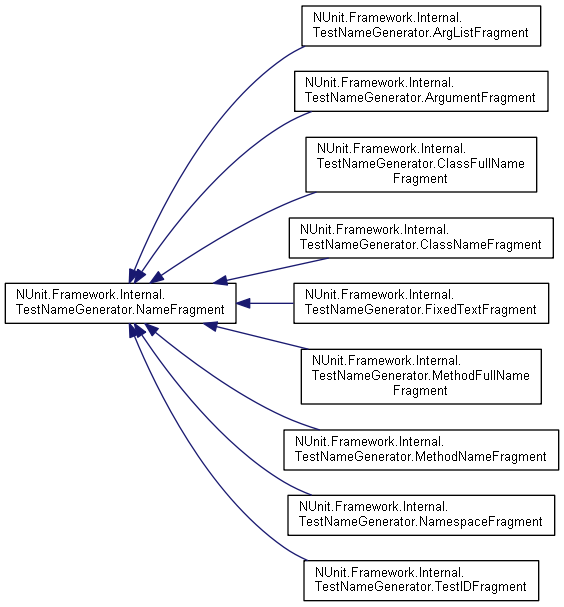 NUnit.Framework.Internal.
TestNameGenerator.ArgListFragment
NUnit.Framework.Internal.
TestNameGenerator.ArgumentFragment
NUnit.Framework.Internal.
TestNameGenerator.ClassFullName
Fragment
NUnit.Framework.Internal.
TestNameGenerator.ClassNameFragment
NUnit.Framework.Internal.
TestNameGenerator.NameFragment
NUnit.Framework.Internal.
TestNameGenerator.FixedTextFragment
NUnit.Framework.Internal.
TestNameGenerator.MethodFullName
Fragment
NUnit.Framework.Internal.
TestNameGenerator.MethodNameFragment
NUnit.Framework.Internal.
TestNameGenerator.NamespaceFragment
NUnit.Framework.Internal.
TestNameGenerator.TestIDFragment